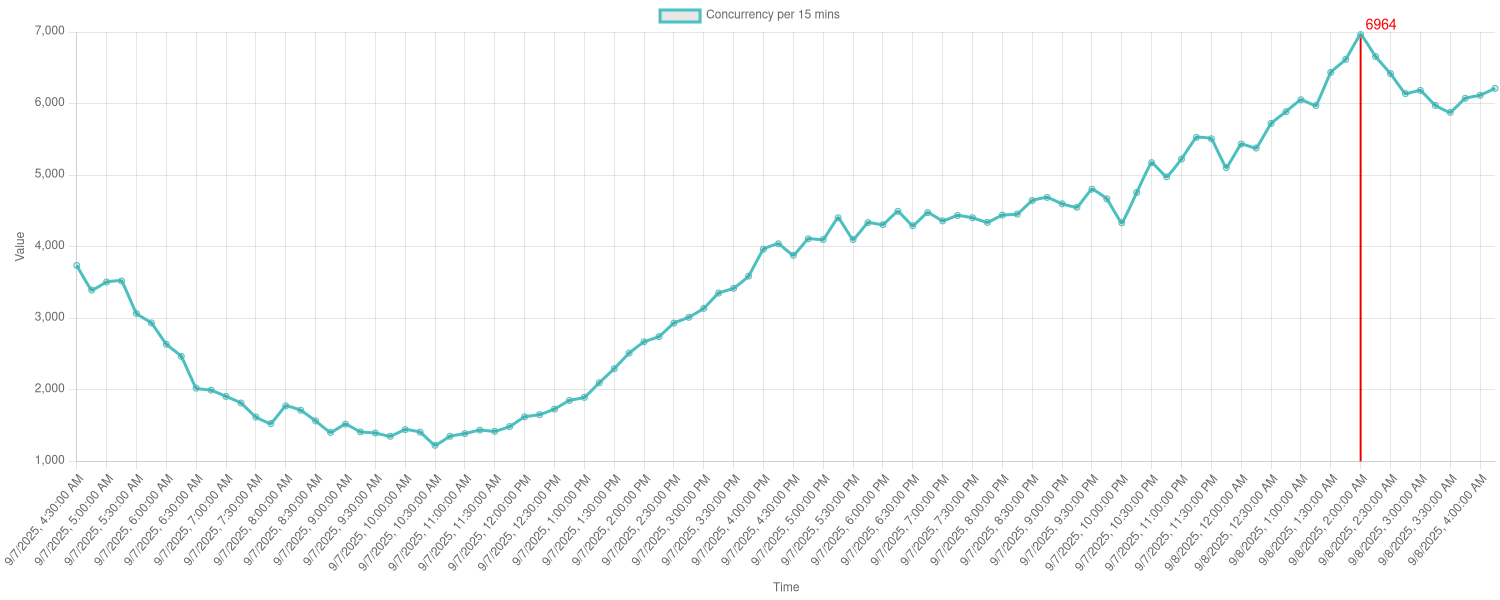 Concurrency per 15 mins
6964
7,000
6,000
5,000
4,000
3,000
2,000
1,000
Value
9/7/2025, 4:30:00 AM
9/7/2025, 5:00:00 AM
9/7/2025, 5:30:00 AM
9/7/2025, 6:00:00 AM
9/7/2025, 6:30:00 AM
9/7/2025, 7:00:00 AM
9/7/2025, 7:30:00 AM
9/7/2025, 8:00:00 AM
9/7/2025, 8:30:00 AM
9/7/2025, 9:00:00 AM
9/7/2025, 9:30:00 AM
9/7/2025, 10:00:00 AM
9/7/2025, 10:30:00 AM
9/7/2025, 11:00:00 AM
9/7/2025, 11:30:00 AM
9/7/2025, 12:00:00 PM
9/7/2025, 12:30:00 PM
9/7/2025, 1:00:00 PM
9/7/2025, 1:30:00 PM
9/7/2025, 2:00:00 PM
9/7/2025, 2:30:00 PM
9/7/2025, 3:00:00 PM
9/7/2025, 3:30:00 PM
9/7/2025, 4:00:00 PM
9/7/2025, 4:30:00 PM
9/7/2025, 5:00:00 PM
9/7/2025, 5:30:00 PM
9/7/2025, 6:00:00 PM
9/7/2025, 6:30:00 PM
9/7/2025, 7:00:00 PM
9/7/2025, 7:30:00 PM
9/7/2025, 8:00:00 PM
9/7/2025, 8:30:00 PM
9/7/2025, 9:00:00 PM
9/7/2025, 9:30:00 PM
9/7/2025, 10:00:00 PM
9/7/2025, 10:30:00 PM
9/7/2025, 11:00:00 PM
9/7/2025, 11:30:00 PM
9/8/2025, 12:00:00 AM
9/8/2025, 12:30:00 AM
9/8/2025, 1:00:00 AM
9/8/2025, 1:30:00 AM
9/8/2025, 2:00:00 AM
9/8/2025, 2:30:00 AM
9/8/2025, 3:00:00 AM
9/8/2025, 3:30:00 AM
9/8/2025, 4:00:00 AM
Time